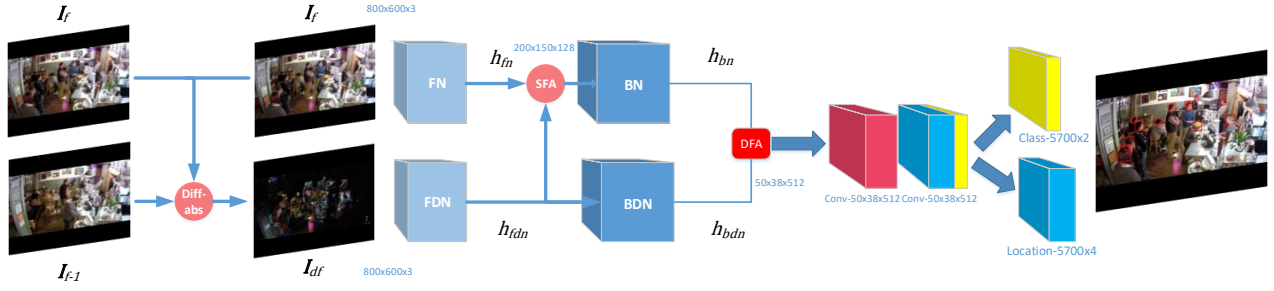 I_f
I_f
800x600x3
h_fn
200x150x128
h_bn
FN
SFA
BN
DFA
Class-5700x2
Diff-
abs
FDN
BDN
50x38x512
Conv-50x38x512
Conv-50x38x512
h_fdn
h_bdn
Location-5700x4
I_f-1
I_df
800x600x3